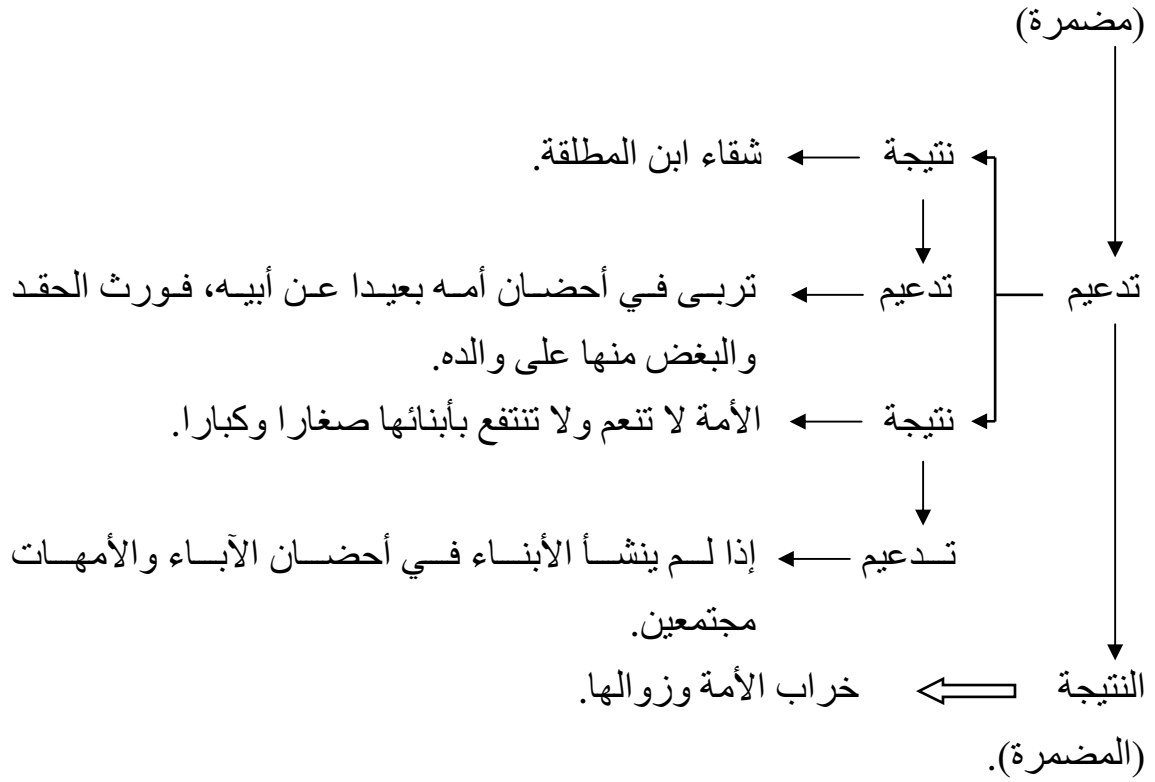 (مضمرة)
نتيجة شقاء ابن المطلقة.
تدعيم تدعيم تربى في أحضان أمه بعيدا عن أبيه، فورث الحقد
والبغض منها على والده.
نتيجة الأمة لا تنعم ولا تنتفع بأبنائها صغارا وكبارا.
تدعيم إذا لم ينشأ الأبناء في أحضان الآباء والأمهات
مجتمعين.
النتيجة خراب الأمة وزوالها.
(المضمرة).